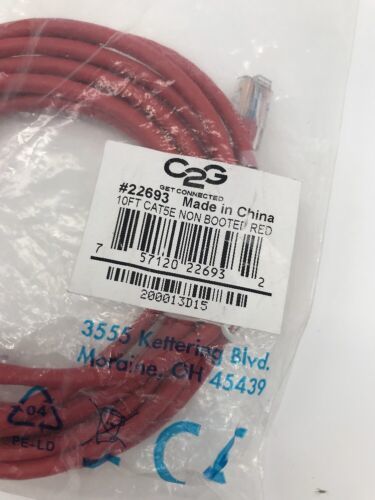 C2G
GET CONNECTED
#22693 Made in China
10FT CAT5E NON BOOTED RED
7 57120 22693 2
200013D15
3555 Kettering Blvd.
Moraine, OH 45439
04
PE-LD